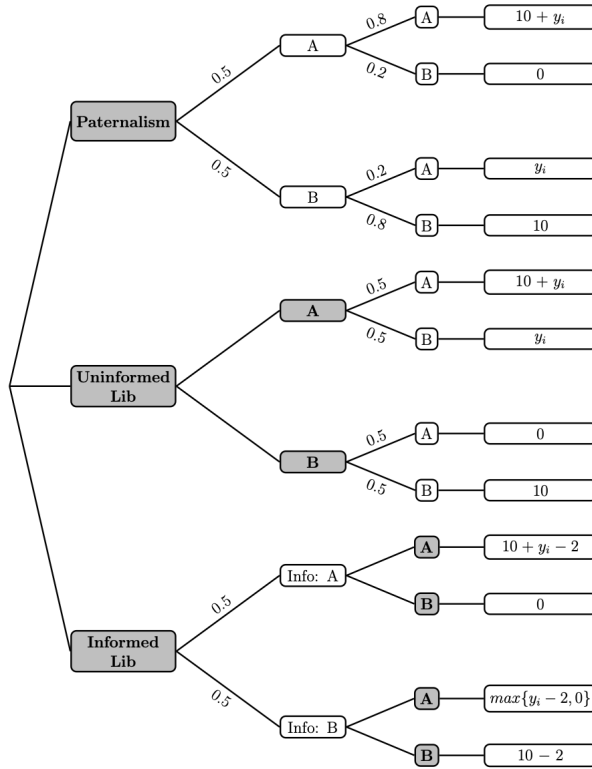 0.8
A
10 + y_i
A
0.5
0.2
B
0
Paternalism
0.5
0.2
A
y_i
B
0.8
B
10
0.5
A
10 + y_i
A
0.5
B
y_i
Uninformed
Lib
0.5
A
0
B
0.5
B
10
A
10 + y_i − 2
Info: A
0.5
B
0
Informed
Lib
0.5
A
max{y_i − 2, 0}
Info: B
B
10 − 2